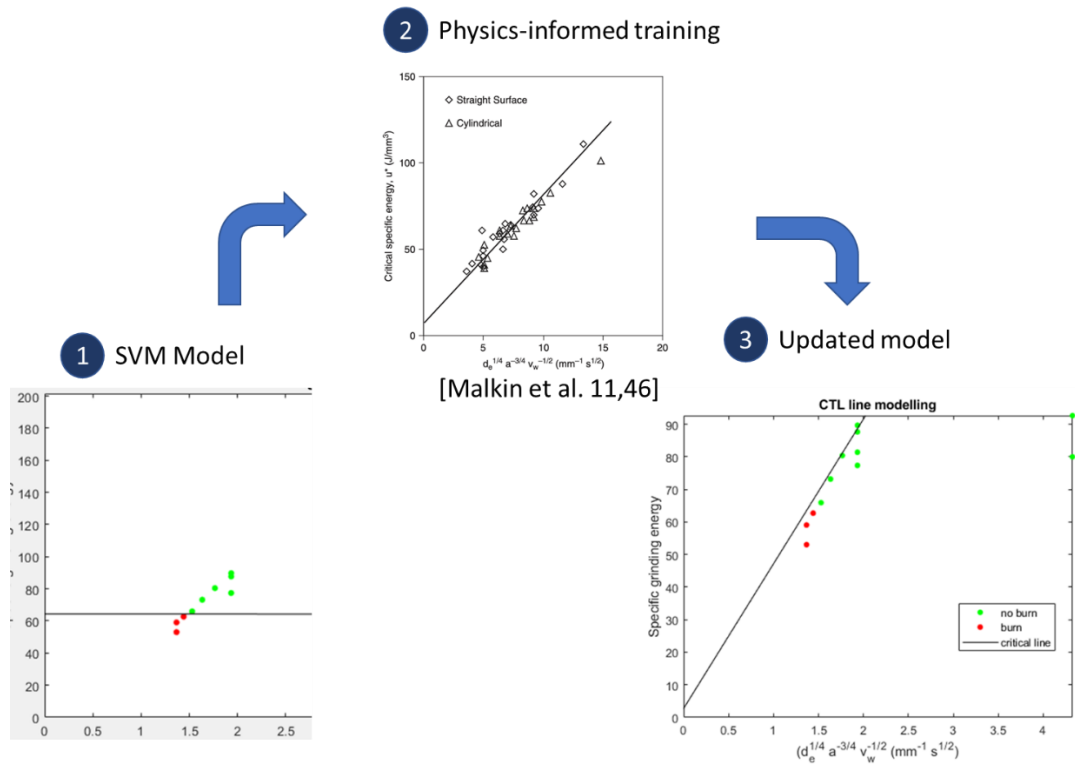 2 Physics-informed training
150
100
50
0
Critical specific energy, u* (J/mm³)
Straight Surface
Cylindrical
0 5 10 15 20
dₑ^1/4 a^-3/4 v_w^-1/2 (mm⁻¹ s^1/2)
[Malkin et al. 11,46]
1 SVM Model
200
180
160
140
120
100
80
60
40
20
0
0 0.5 1 1.5 2 2.5
3 Updated model
CTL line modelling
90
80
70
60
50
40
30
20
10
0
Specific grinding energy
no burn
burn
critical line
0 0.5 1 1.5 2 2.5 3 3.5 4
(dₑ^1/4 a^-3/4 v_w^-1/2 (mm⁻¹ s^1/2)